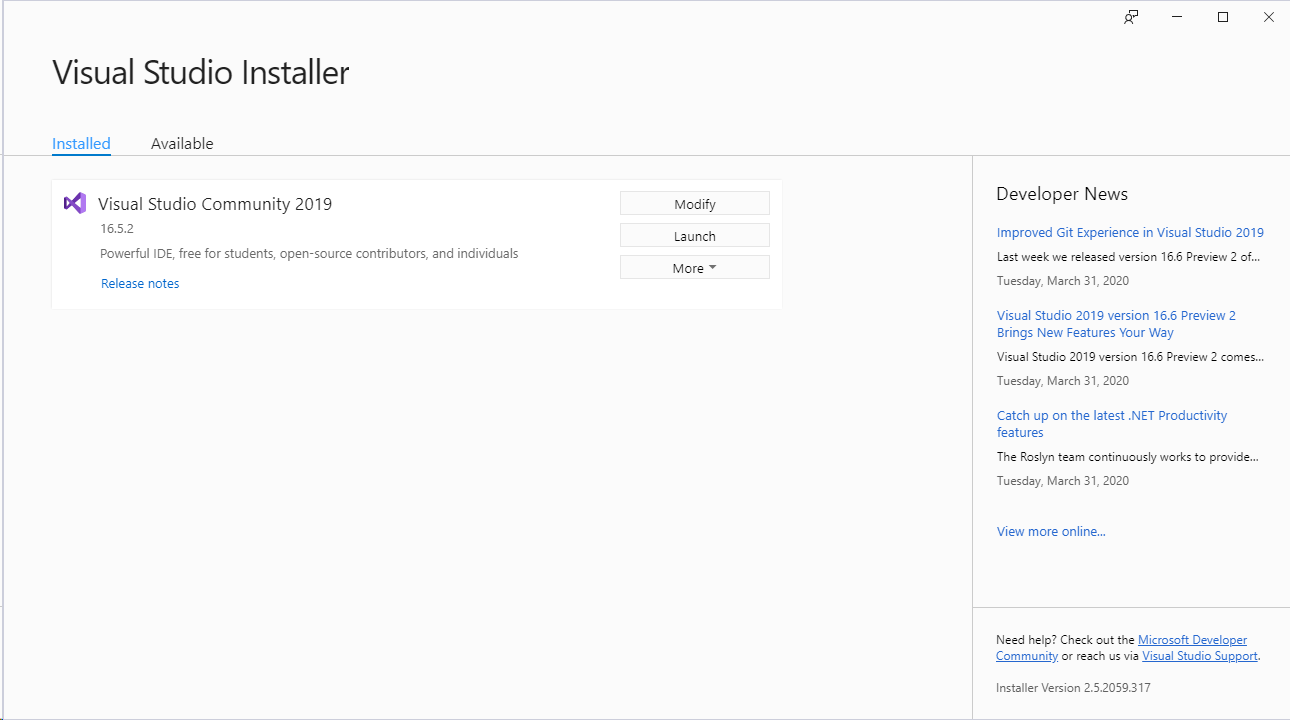 Visual Studio Installer
Installed
Available
Visual Studio Community 2019
16.5.2
Powerful IDE, free for students, open-source contributors, and individuals
Release notes
Modify
Launch
More
Developer News
Improved Git Experience in Visual Studio 2019
Last week we released version 16.6 Preview 2 of...
Tuesday, March 31, 2020
Visual Studio 2019 version 16.6 Preview 2
Brings New Features Your Way
Visual Studio 2019 version 16.6 Preview 2 comes...
Tuesday, March 31, 2020
Catch up on the latest .NET Productivity
features
The Roslyn team continuously works to provide...
Tuesday, March 31, 2020
View more online...
Need help? Check out the Microsoft Developer
Community or reach us via Visual Studio Support.
Installer Version 2.5.2059.317